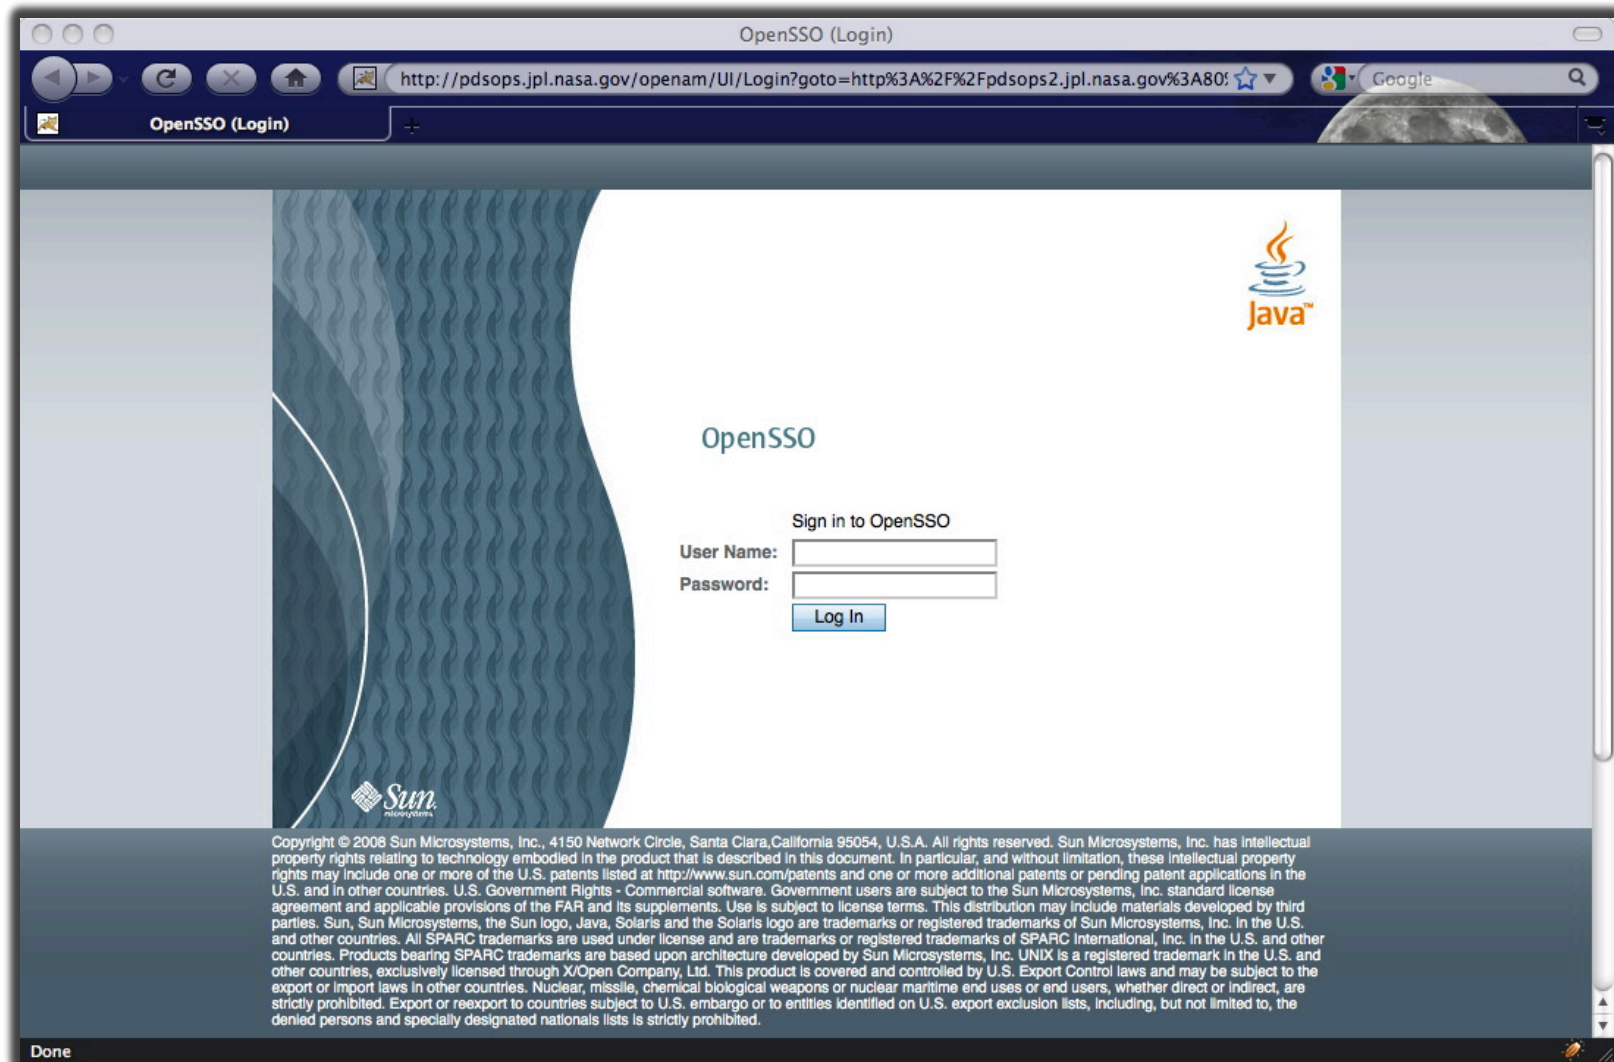 OpenSSO (Login)
http://pdsops.jpl.nasa.gov/openam/UI/Login?goto=http%3A%2F%2Fpdsops2.jpl.nasa.gov%3A809
Google
OpenSSO (Login)
Java™
OpenSSO
Sign in to OpenSSO
User Name:
Password:
Log In
Sun
microsystems
Copyright © 2008 Sun Microsystems, Inc., 4150 Network Circle, Santa Clara,California 95054, U.S.A. All rights reserved. Sun Microsystems, Inc. has intellectual
property rights relating to technology embodied in the product that is described in this document. In particular, and without limitation, these intellectual property
rights may include one or more of the U.S. patents listed at http://www.sun.com/patents and one or more additional patents or pending patent applications in the
U.S. and in other countries. U.S. Government Rights - Commercial software. Government users are subject to the Sun Microsystems, Inc. standard license
agreement and applicable provisions of the FAR and its supplements. Use is subject to license terms. This distribution may include materials developed by third
parties. Sun, Sun Microsystems, the Sun logo, Java, Solaris and the Solaris logo are trademarks or registered trademarks of Sun Microsystems, Inc. in the U.S.
and other countries. All SPARC trademarks are used under license and are trademarks or registered trademarks of SPARC International, Inc. in the U.S. and other
countries. Products bearing SPARC trademarks are based upon architecture developed by Sun Microsystems, Inc. UNIX is a registered trademark in the U.S. and
other countries, exclusively licensed through X/Open Company, Ltd. This product is covered and controlled by U.S. Export Control laws and may be subject to the
export or import laws in other countries. Nuclear, missile, chemical biological weapons or nuclear maritime end uses or end users, whether direct or indirect, are
strictly prohibited. Export or reexport to countries subject to U.S. embargo or to entities identified on U.S. export exclusion lists, including, but not limited to, the
denied persons and specially designated nationals lists is strictly prohibited.
Done